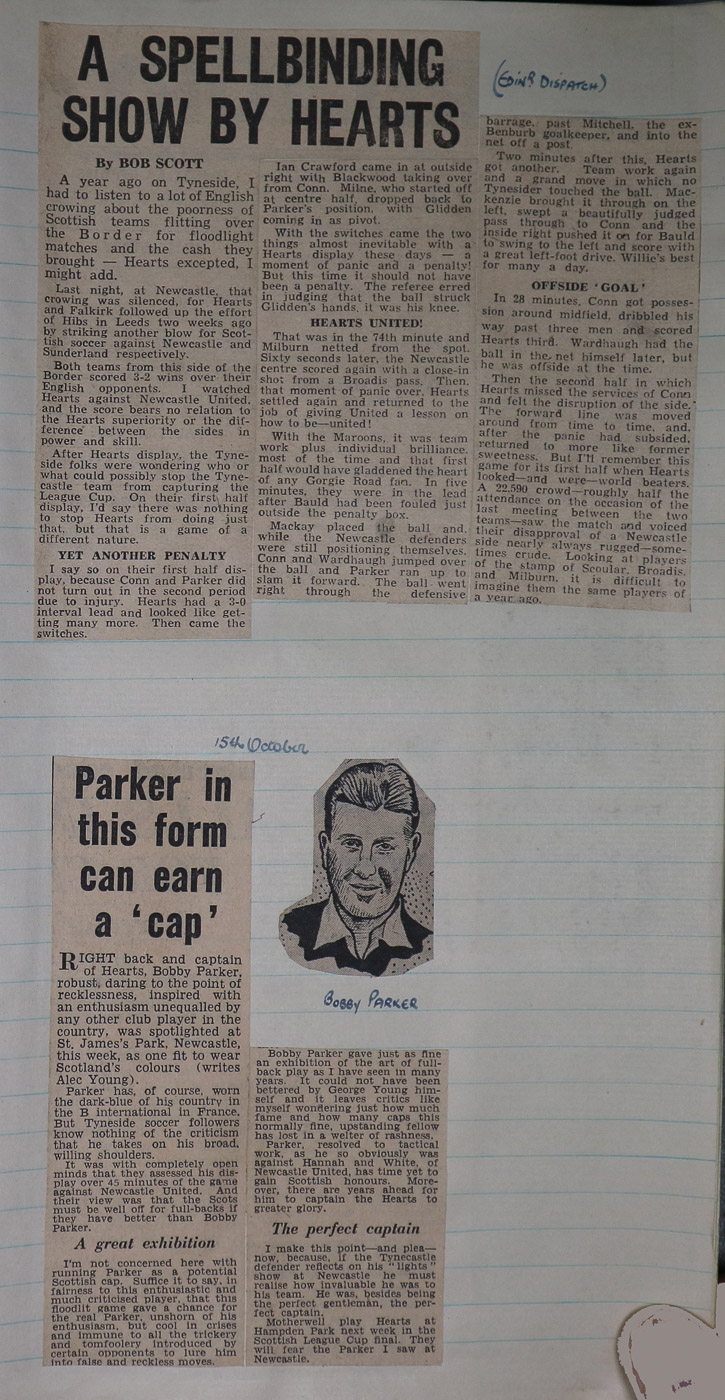 A SPELLBINDING
SHOW BY HEARTS
(EDINR DISPATCH)
By BOB SCOTT
A year ago on Tyneside, I
had to listen to a lot of English
crowing about the poorness of
Scottish teams flitting over
the Border for floodlight
matches and the cash they
brought — Hearts excepted, I
might add.
Last night, at Newcastle, that
crowing was silenced, for Hearts
and Falkirk followed up the effort
of Hibs in Leeds two weeks ago
by striking another blow for Scot-
tish soccer against Newcastle and
Sunderland respectively.
Both teams from this side of the
Border scored 3-2 wins over their
English opponents. I watched
Hearts against Newcastle United,
and the score bears no relation to
the Hearts superiority or the dif-
ference between the sides in
power and skill.
After Hearts display, the Tyne-
side folks were wondering who or
what could possibly stop the Tyne-
castle team from capturing the
League Cup. On their first half
display, I'd say there was nothing
to stop Hearts from doing just
that, but that is a game of a
different nature.
YET ANOTHER PENALTY
I say so on their first half dis-
play, because Conn and Parker did
not turn out in the second period
due to injury. Hearts had a 3-0
interval lead and looked like get-
ting many more. Then came the
switches.
Ian Crawford came in at outside
right with Blackwood taking over
from Conn. Milne, who started off
at centre half, dropped back to
Parker's position, with Glidden
coming in as pivot.
With the switches came the two
things almost inevitable with a
Hearts display these days — a
moment of panic and a penalty!
But this time it should not have
been a penalty. The referee erred
in judging that the ball struck
Glidden's hands, it was his knee.
HEARTS UNITED!
That was in the 74th minute and
Milburn netted from the spot.
Sixty seconds later, the Newcastle
centre scored again with a close-in
shot from a Broadis pass. Then,
that moment of panic over, Hearts
settled again and returned to the
job of giving United a lesson on
how to be—united!
With the Maroons, it was team
work plus individual brilliance,
most of the time and that first
half would have gladdened the heart
of any Gorgie Road fan. In five
minutes, they were in the lead
after Bauld had been fouled just
outside the penalty box.
Mackay placed the ball and,
while the Newcastle defenders
were still positioning themselves.
Conn and Wardhaugh jumped over
the ball and Parker ran up to
slam it forward. The ball went
right through the defensive
barrage, past Mitchell, the ex-
Benburb goalkeeper, and into the
net off a post.
Two minutes after this, Hearts
got another. Team work again
and a grand move in which no
Tynesider touched the ball. Mac-
kenzie brought it through on the
left, swept a beautifully judged
pass through to Conn and the
inside right pushed it on for Bauld
to swing to the left and score with
a great left-foot drive. Willie's best
for many a day.
OFFSIDE 'GOAL'
In 28 minutes, Conn got posses-
sion around midfield, dribbled his
way past three men and scored
Hearts third. Wardhaugh had the
ball in the net himself later, but
he was offside at the time.
Then the second half in which
Hearts missed the services of Conn
and felt the disruption of the side.
The forward line was moved
around from time to time, and,
after the panic had subsided,
returned to more like former
sweetness. But I'll remember this
game for its first half when Hearts
looked—and were—world beaters.
A 22,590 crowd—roughly half the
attendance on the occasion of the
last meeting between the two
teams—saw the match and voiced
their disapproval of a Newcastle
side nearly always rugged—some-
times crude. Looking at players
of the stamp of Scoular, Broadis,
and Milburn, it is difficult to
imagine them the same players of
a year ago.
15th October
Parker in
this form
can earn
a 'cap'
RIGHT back and captain
of Hearts, Bobby Parker,
robust, daring to the point of
recklessness, inspired with
an enthusiasm unequalled by
any other club player in the
country, was spotlighted at
St. James's Park, Newcastle,
this week, as one fit to wear
Scotland's colours (writes
Alec Young).
Parker has, of course, worn
the dark-blue of his country in
the B international in France.
But Tyneside soccer followers
know nothing of the criticism
that he takes on his broad,
willing shoulders.
It was with completely open
minds that they assessed his dis-
play over 45 minutes of the game
against Newcastle United. And
their view was that the Scots
must be well off for full-backs if
they have better than Bobby
Parker.
A great exhibition
I'm not concerned here with
running Parker as a potential
Scottish cap. Suffice it to say, in
fairness to this enthusiastic and
much criticised player, that this
floodlit game gave a chance for
the real Parker, unshorn of his
enthusiasm, but cool in crises
and immune to all the trickery
and tomfoolery introduced by
certain opponents to lure him
into false and reckless moves.
BOBBY PARKER
Bobby Parker gave just as fine
an exhibition of the art of full-
back play as I have seen in many
years. It could not have been
bettered by George Young him-
self and it leaves critics like
myself wondering just how much
fame and how many caps this
normally fine, upstanding fellow
has lost in a welter of rashness.
Parker, resolved to tactical
work, as he so obviously was
against Hannah and White, of
Newcastle United, has time yet to
gain Scottish honours. More-
over, there are years ahead for
him to captain the Hearts to
greater glory.
The perfect captain
I make this point—and plea—
now, because, if the Tynecastle
defender reflects on his "lights"
show at Newcastle he must
realise how invaluable he was to
his team. He was, besides being
the perfect gentleman, the per-
fect captain.
Motherwell play Hearts at
Hampden Park next week in the
Scottish League Cup final. They
will fear the Parker I saw at
Newcastle.